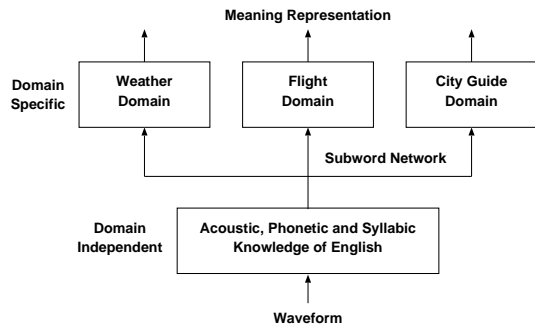 Meaning Representation
Domain
Specific
Weather
Domain
Flight
Domain
City Guide
Domain
Subword Network
Domain
Independent
Acoustic, Phonetic and Syllabic
Knowledge of English
Waveform